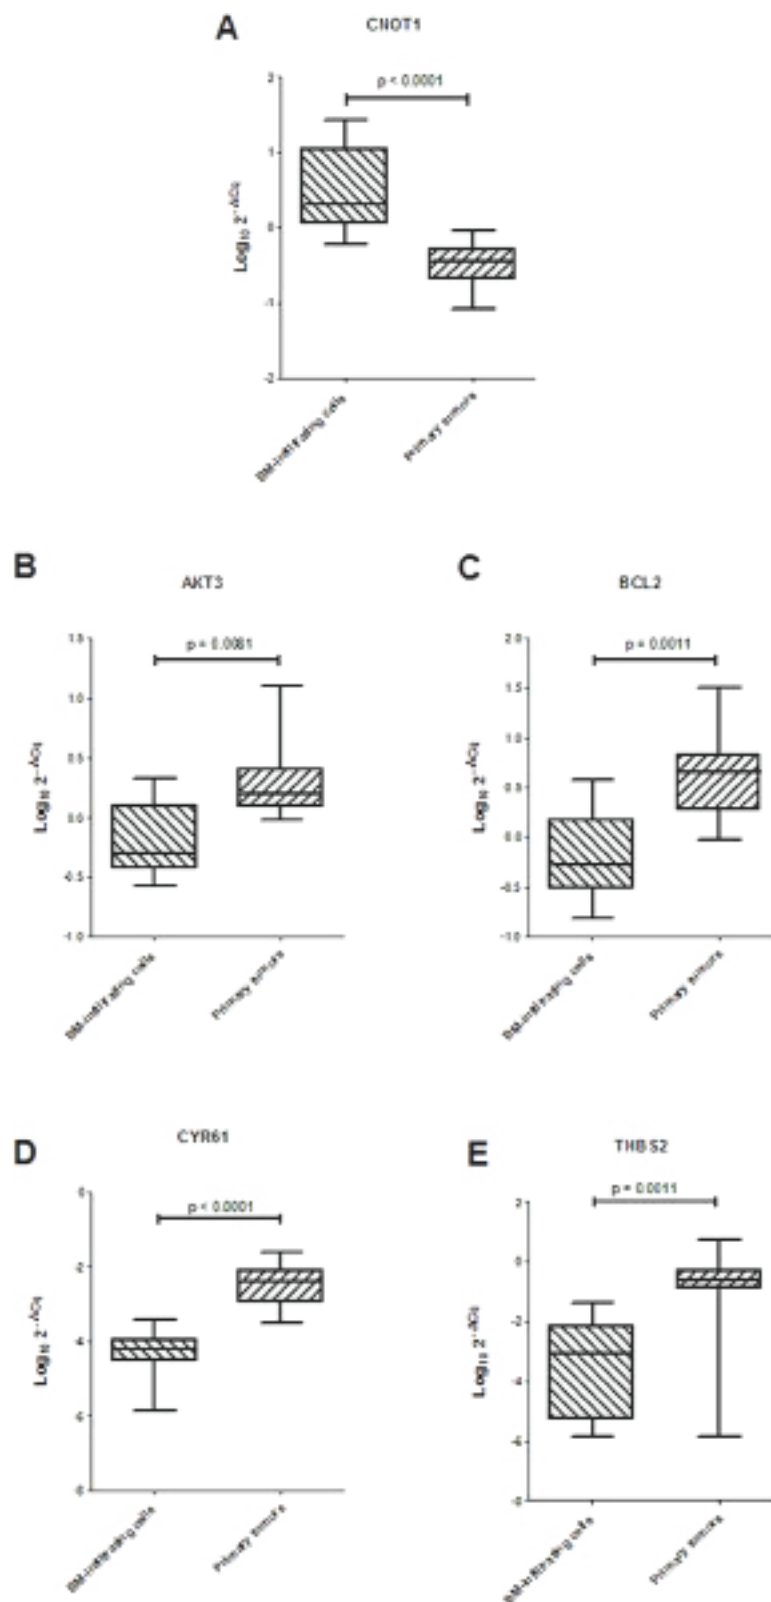 A
CNOT1
p < 0.0001
2
1
0
-1
-2
Log₁₀ 2^-ΔCq
BM-infiltrating cells
Primary tumors
B
AKT3
p = 0.0081
1.5
1.0
0.5
0.0
-0.5
-1.0
Log₁₀ 2^-ΔCq
BM-infiltrating cells
Primary tumors
C
BCL2
p = 0.0011
2.0
1.5
1.0
0.5
0.0
-0.5
-1.0
Log₁₀ 2^-ΔCq
BM-infiltrating cells
Primary tumors
D
CYR61
p < 0.0001
0
-2
-4
-6
-8
Log₁₀ 2^-ΔCq
BM-infiltrating cells
Primary tumors
E
THBS2
p = 0.0011
2
0
-2
-4
-6
-8
Log₁₀ 2^-ΔCq
BM-infiltrating cells
Primary tumors